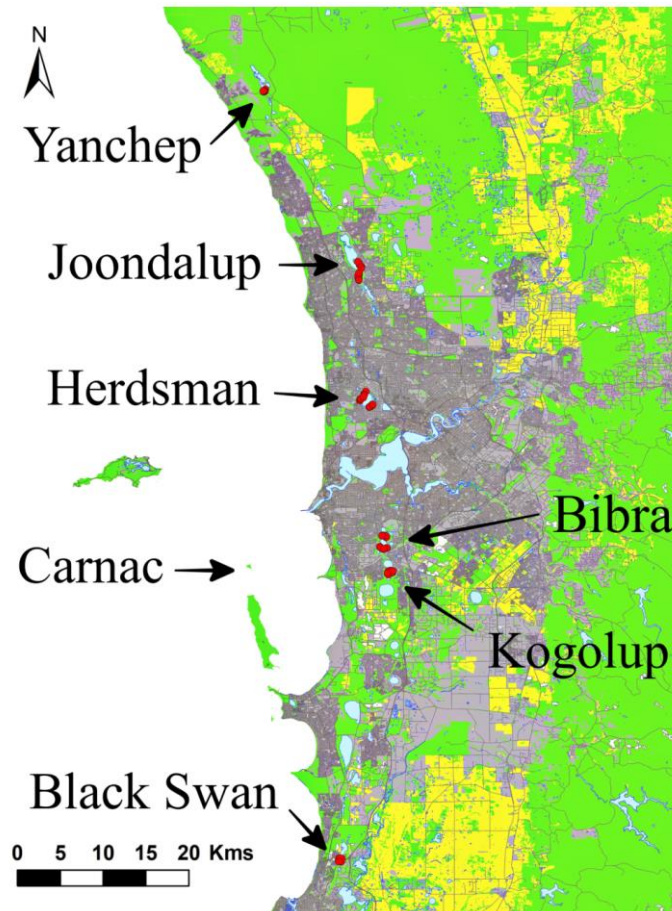 N
Yanchep
Joondalup
Herdsman
Bibra
Carnac
Kogolup
Black Swan
0 5 10 15 20 Kms